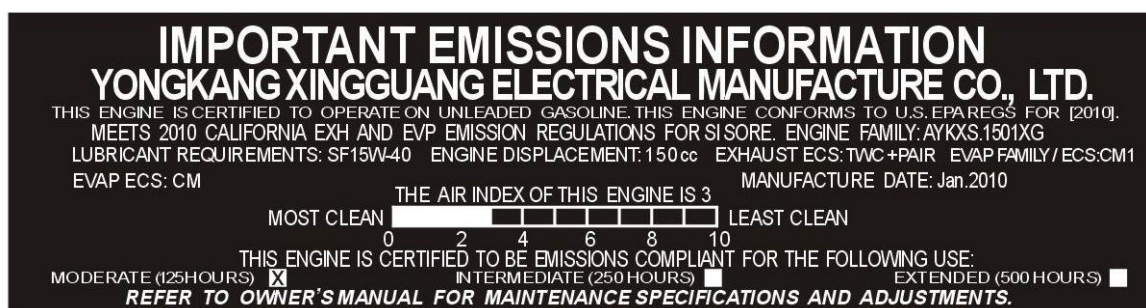 IMPORTANT EMISSIONS INFORMATION
YONGKANG XINGGUANG ELECTRICAL MANUFACTURE CO., LTD.
THIS ENGINE IS CERTIFIED TO OPERATE ON UNLEADED GASOLINE. THIS ENGINE CONFORMS TO U.S. EPA REGS FOR [2010].
MEETS 2010 CALIFORNIA EXH AND EVP EMISSION REGULATIONS FOR SI SORE. ENGINE FAMILY: AYKXS.1501XG
LUBRICANT REQUIREMENTS: SF15W-40 ENGINE DISPLACEMENT: 150cc EXHAUST ECS: TWC+PAIR EVAP FAMILY / ECS:CM1
EVAP ECS: CM MANUFACTURE DATE: Jan.2010
THE AIR INDEX OF THIS ENGINE IS 3
MOST CLEAN LEAST CLEAN
0 2 4 6 8 10
THIS ENGINE IS CERTIFIED TO BE EMISSIONS COMPLIANT FOR THE FOLLOWING USE:
MODERATE (125HOURS) X INTERMEDIATE (250 HOURS) EXTENDED (500 HOURS)
REFER TO OWNER'S MANUAL FOR MAINTENANCE SPECIFICATIONS AND ADJUSTMENTS.